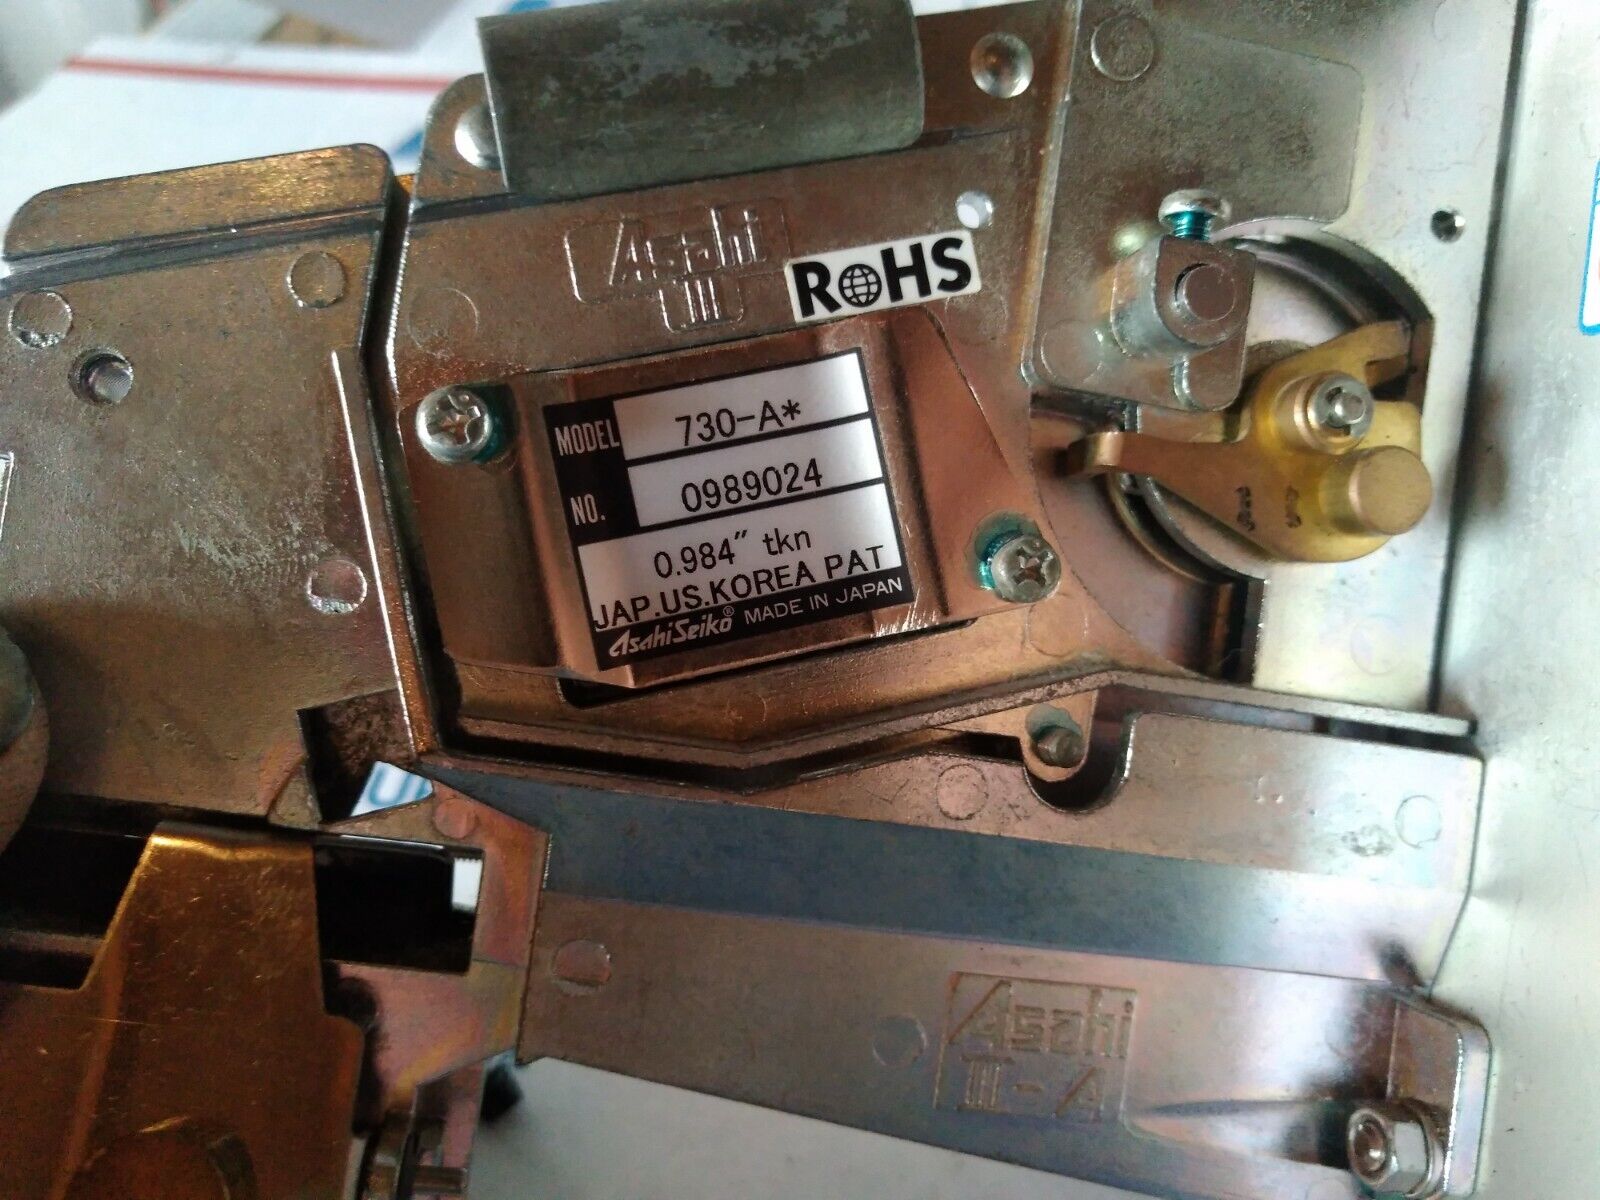 Asahi
III
RoHS
MODEL 730-A*
NO. 0989024
0.984" tkn
JAP.US.KOREA PAT
AsahiSeiko® MADE IN JAPAN
Asahi
III-A